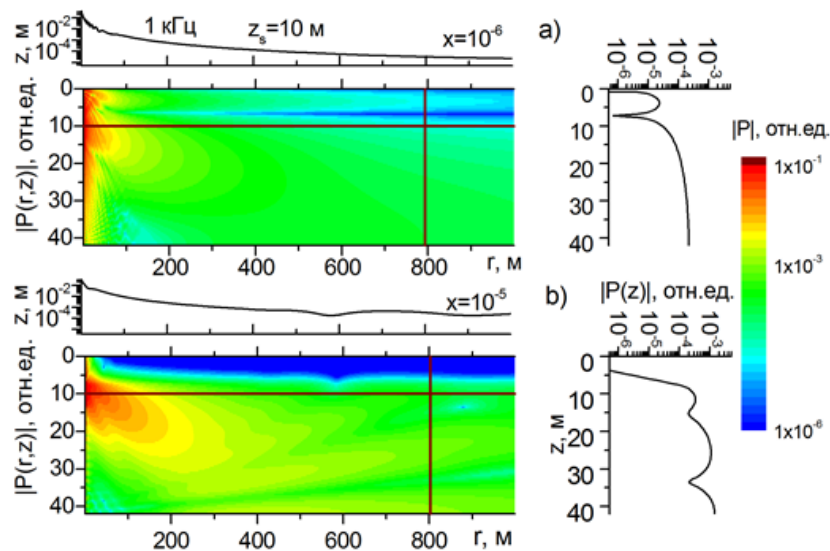 z, м
10⁻²
10⁻⁴
1 кГц
zₛ=10 м
x=10⁻⁶
|P(r,z)|, отн.ед.
0
10
20
30
40
200
400
600
800
r, м
a)
10⁻⁶
10⁻⁵
10⁻⁴
10⁻³
0
10
20
30
40
|P|, отн.ед.
1x10⁻¹
1x10⁻³
1x10⁻⁶
z, м
10⁻²
10⁻⁴
x=10⁻⁵
|P(r,z)|, отн.ед.
0
10
20
30
40
200
400
600
800
r, м
b)
|P(z)|, отн.ед.
10⁻⁶
10⁻⁵
10⁻⁴
10⁻³
z, м
0
10
20
30
40